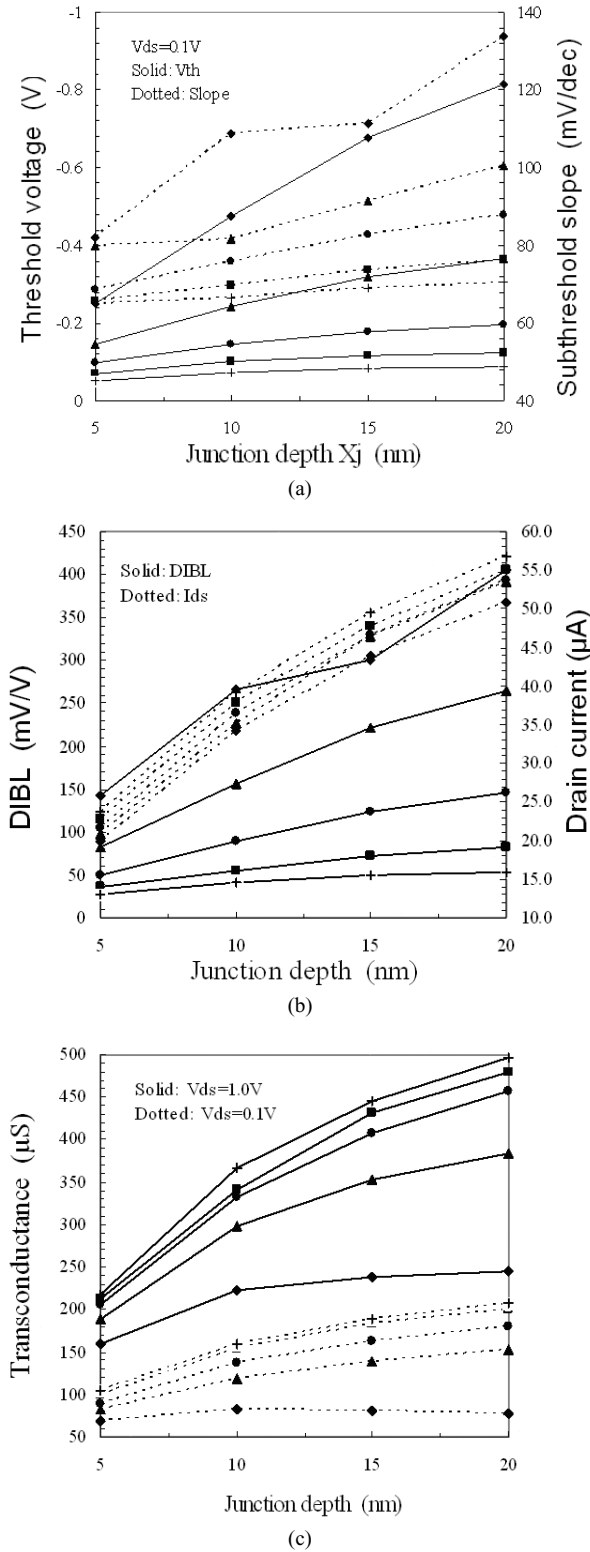 -1
-0.8
-0.6
-0.4
-0.2
0
Threshold voltage (V)
Vds=0.1V
Solid: Vth
Dotted: Slope
140
120
100
80
60
40
Subthreshold slope (mV/dec)
5 10 15 20
Junction depth Xj (nm)
(a)
450
400
350
300
250
200
150
100
50
0
DIBL (mV/V)
Solid: DIBL
Dotted: Ids
60.0
55.0
50.0
45.0
40.0
35.0
30.0
25.0
20.0
15.0
10.0
Drain current (μA)
5 10 15 20
Junction depth (nm)
(b)
500
450
400
350
300
250
200
150
100
50
Transconductance (μS)
Solid: Vds=1.0V
Dotted: Vds=0.1V
5 10 15 20
Junction depth (nm)
(c)